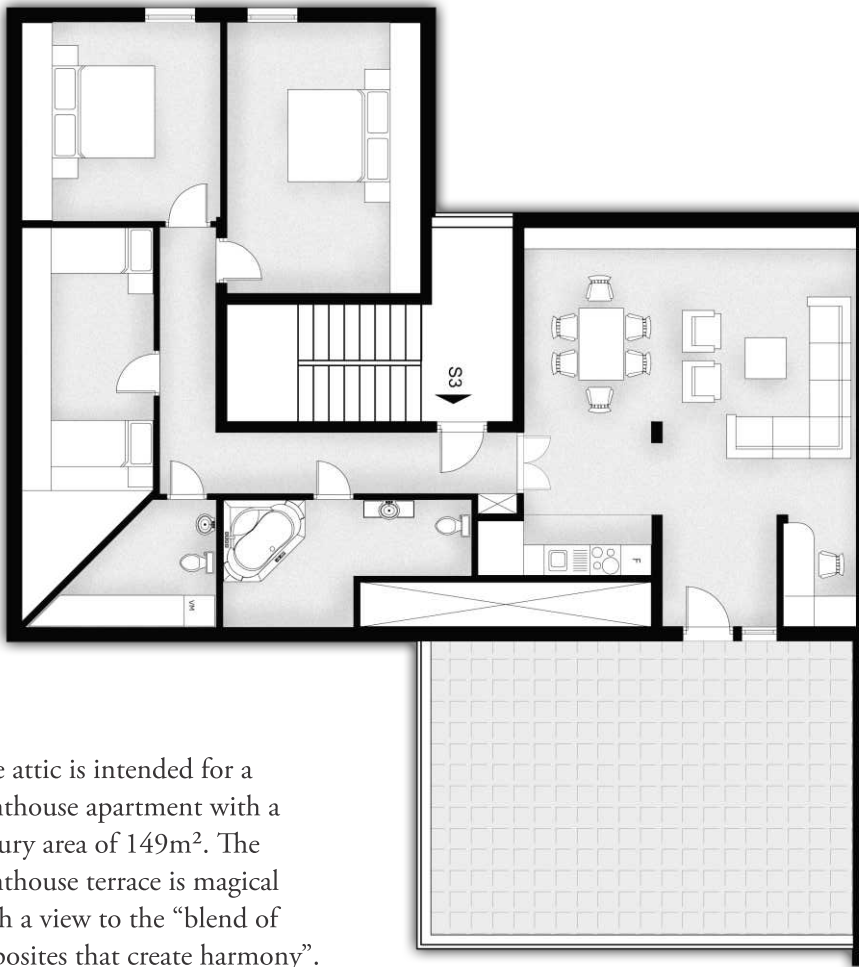 S3
F
VM
e attic is intended for a
nthouse apartment with a
ury area of 149m². The
nthouse terrace is magical
h a view to the “blend of
posites that create harmony”.